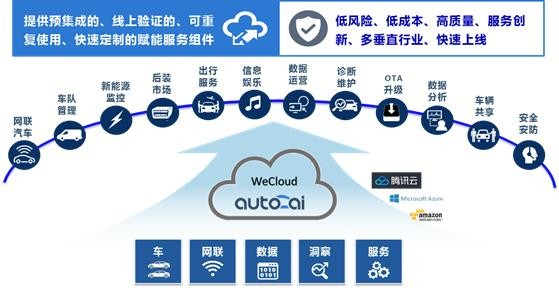 提供预集成的、线上验证的、可重
复使用、快速定制的赋能服务组件
低风险、低成本、高质量、服务创
新、多垂直行业、快速上线
网联
汽车
车队
管理
新能源
监控
后装
市场
出行
服务
信息
娱乐
数据
运营
诊断
维护
OTA
升级
数据
分析
车辆
共享
安全
安防
WeCloud
autoai
腾讯云
Microsoft Azure
amazon
webservices
车
网联
数据
1010
0101
洞察
服务